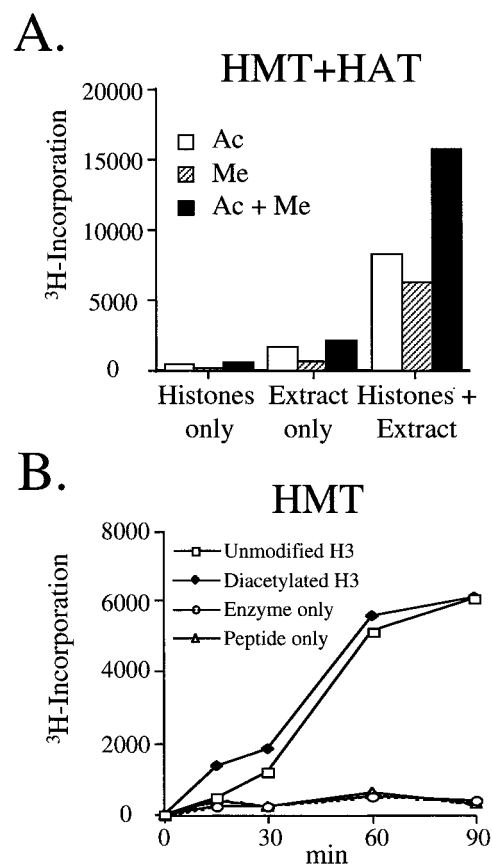 A.
HMT+HAT
20000
15000
10000
5000
0
³H-Incorporation
Ac
Me
Ac + Me
Histones only
Extract only
Histones + Extract
B.
HMT
8000
6000
4000
2000
0
³H-Incorporation
Unmodified H3
Diacetylated H3
Enzyme only
Peptide only
0
30
60
90
min